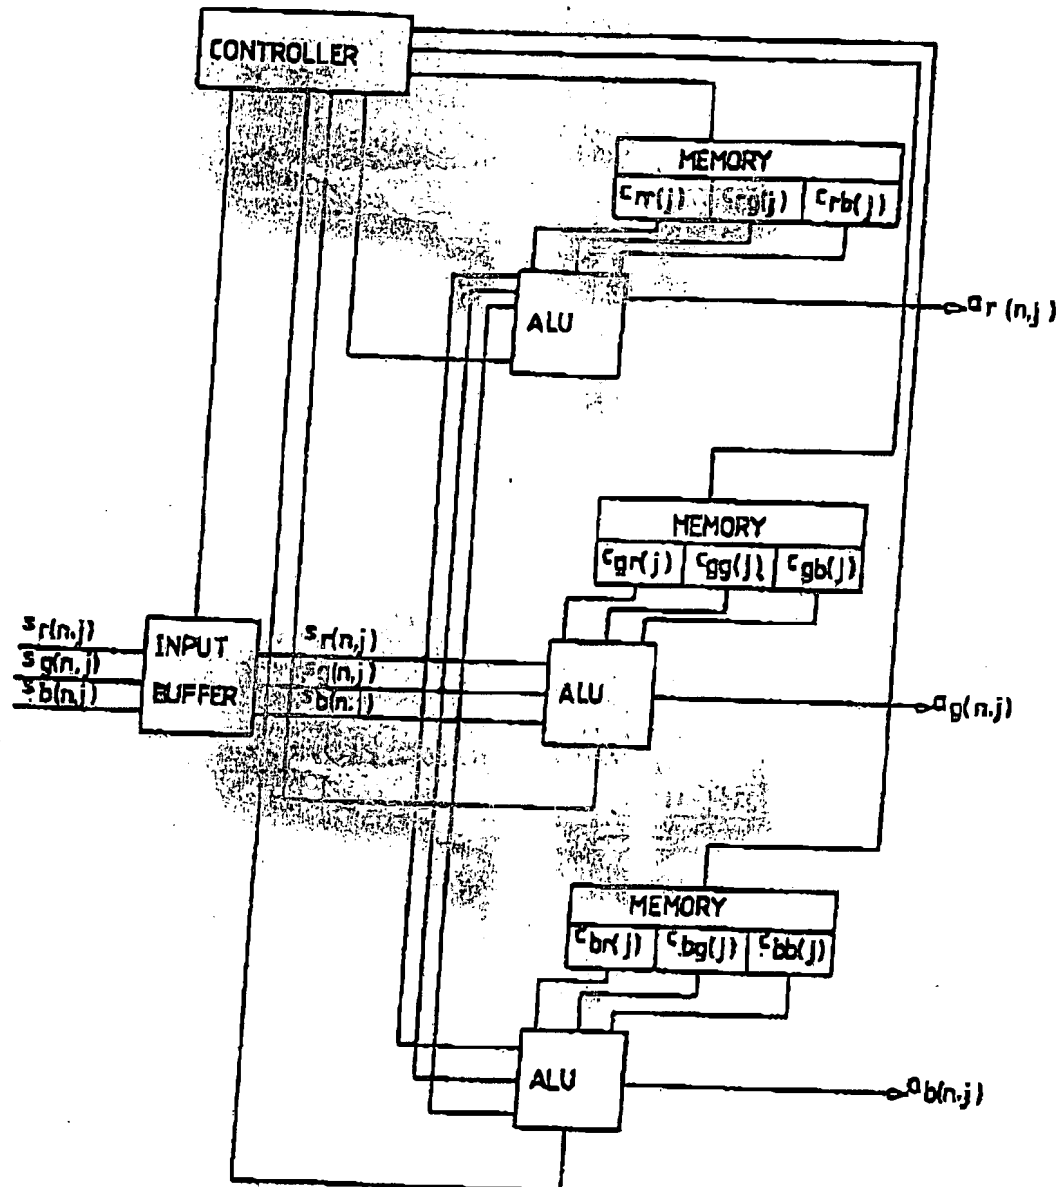 CONTROLLER
MEMORY
crr(j) crg(j) crb(j)
ALU
ar(n,j)
MEMORY
cgr(j) cgg(j) cgb(j)
sr(n,j)
sg(n,j)
sb(n,j)
INPUT
BUFFER
sr(n,j)
sg(n,j)
sb(n,j)
ALU
ag(n,j)
MEMORY
cbr(j) cbg(j) cbb(j)
ALU
ab(n,j)